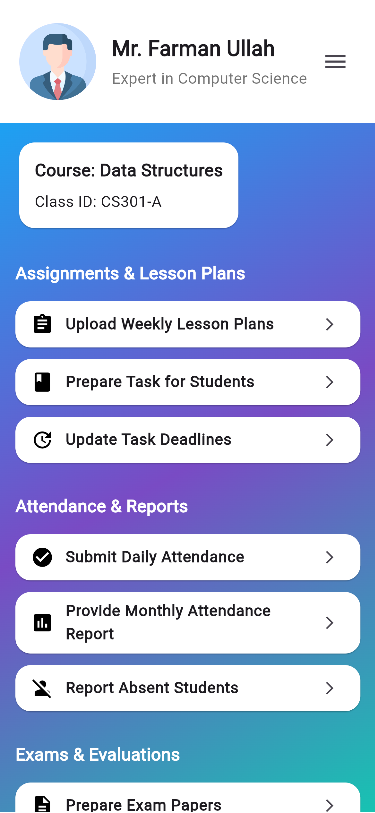 Mr. Farman Ullah
Expert in Computer Science
Course: Data Structures
Class ID: CS301-A
Assignments & Lesson Plans
Upload Weekly Lesson Plans
Prepare Task for Students
Update Task Deadlines
Attendance & Reports
Submit Daily Attendance
Provide Monthly Attendance
Report
Report Absent Students
Exams & Evaluations
Prepare Exam Papers